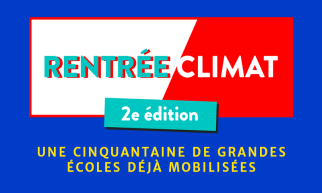 RENTRÉE CLIMAT
2e édition
UNE CINQUANTAINE DE GRANDES
ÉCOLES DÉJÀ MOBILISÉES